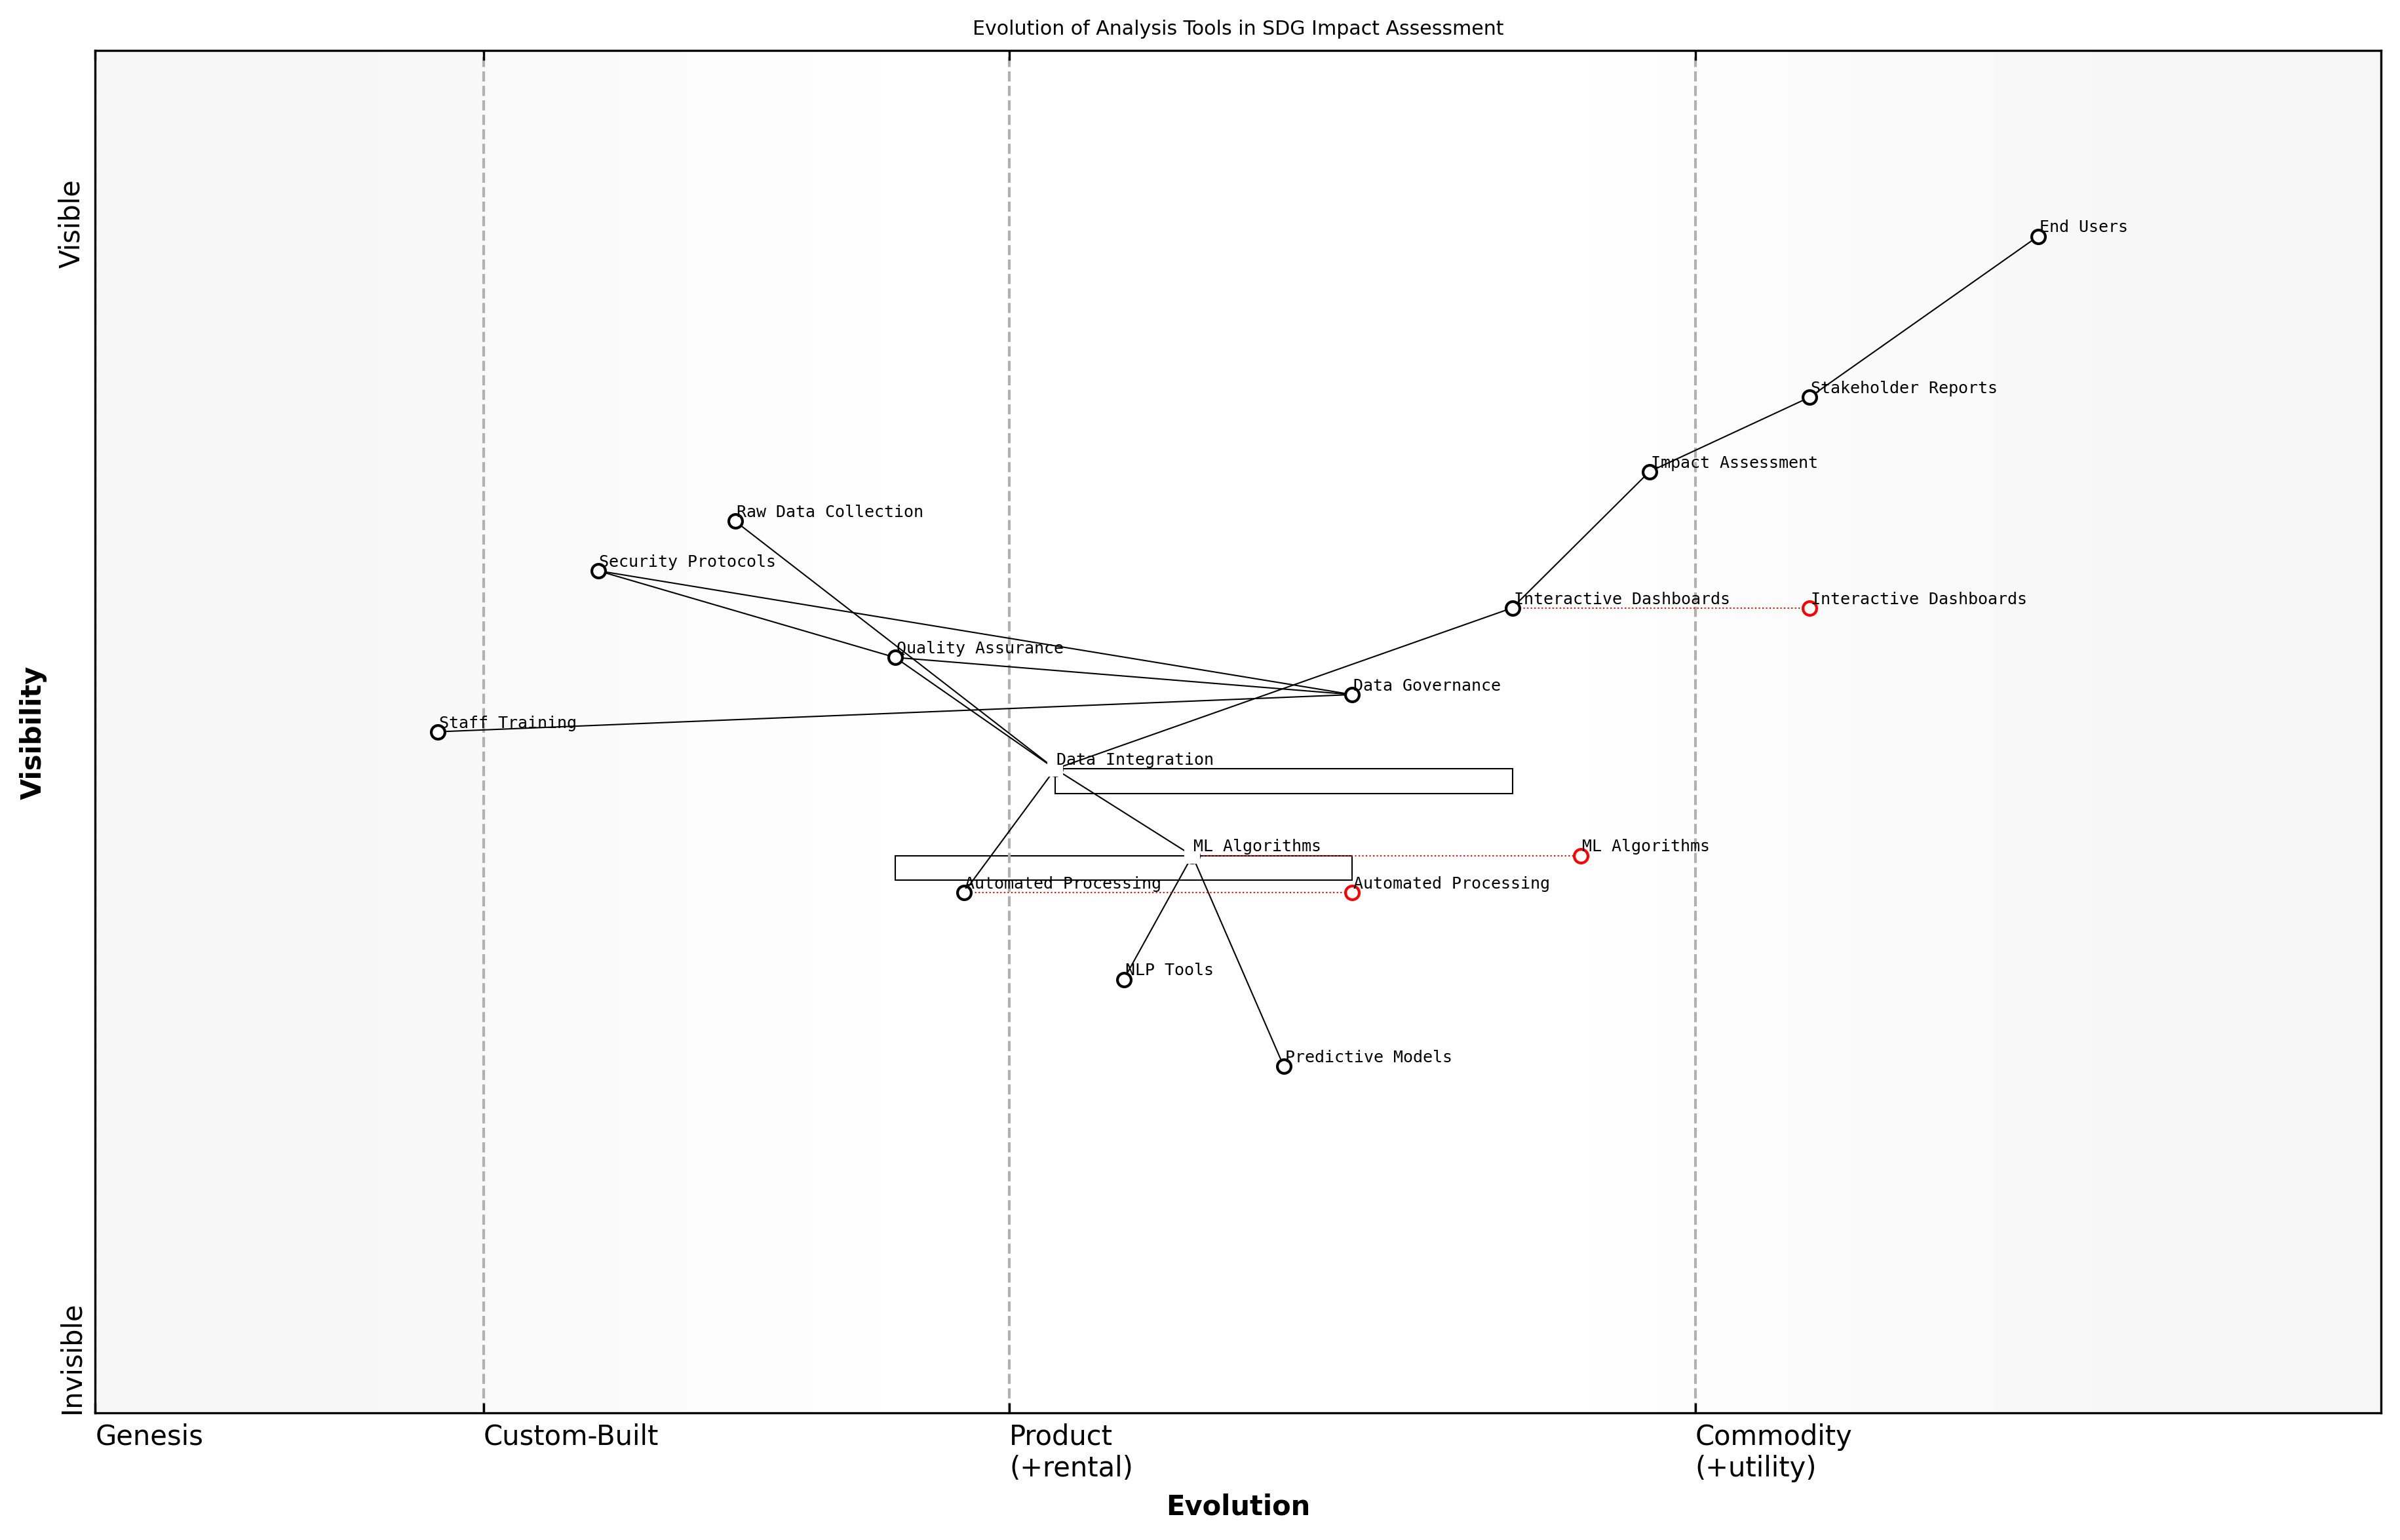 Evolution of Analysis Tools in SDG Impact Assessment
Visible
End Users
Stakeholder Reports
Impact Assessment
Raw Data Collection
Security Protocols
Interactive Dashboards
Interactive Dashboards
Quality Assurance
Data Governance
Staff Training
Visibility
Data Integration
ML Algorithms
ML Algorithms
Automated Processing
Automated Processing
NLP Tools
Predictive Models
Invisible
Genesis
Custom-Built
Product
(+rental)
Commodity
(+utility)
Evolution